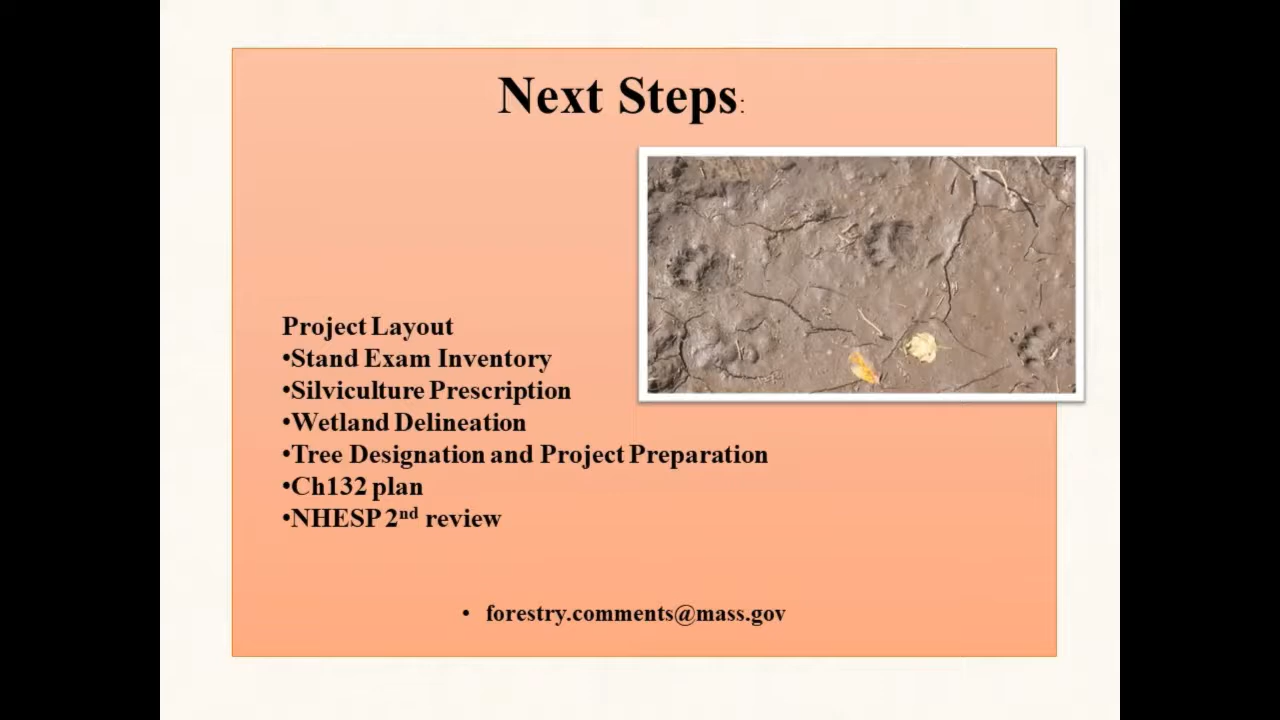 Next Steps:
Project Layout
•Stand Exam Inventory
•Silviculture Prescription
•Wetland Delineation
•Tree Designation and Project Preparation
•Ch132 plan
•NHESP 2nd review
• forestry.comments@mass.gov